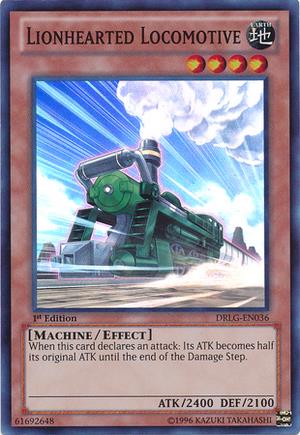 LIONHEARTED LOCOMOTIVE
EARTH
地
1st Edition
DRLG-EN036
[MACHINE / EFFECT]
When this card declares an attack: Its ATK becomes half
its original ATK until the end of the Damage Step.
ATK/2400 DEF/2100
61692648
©1996 KAZUKI TAKAHASHI